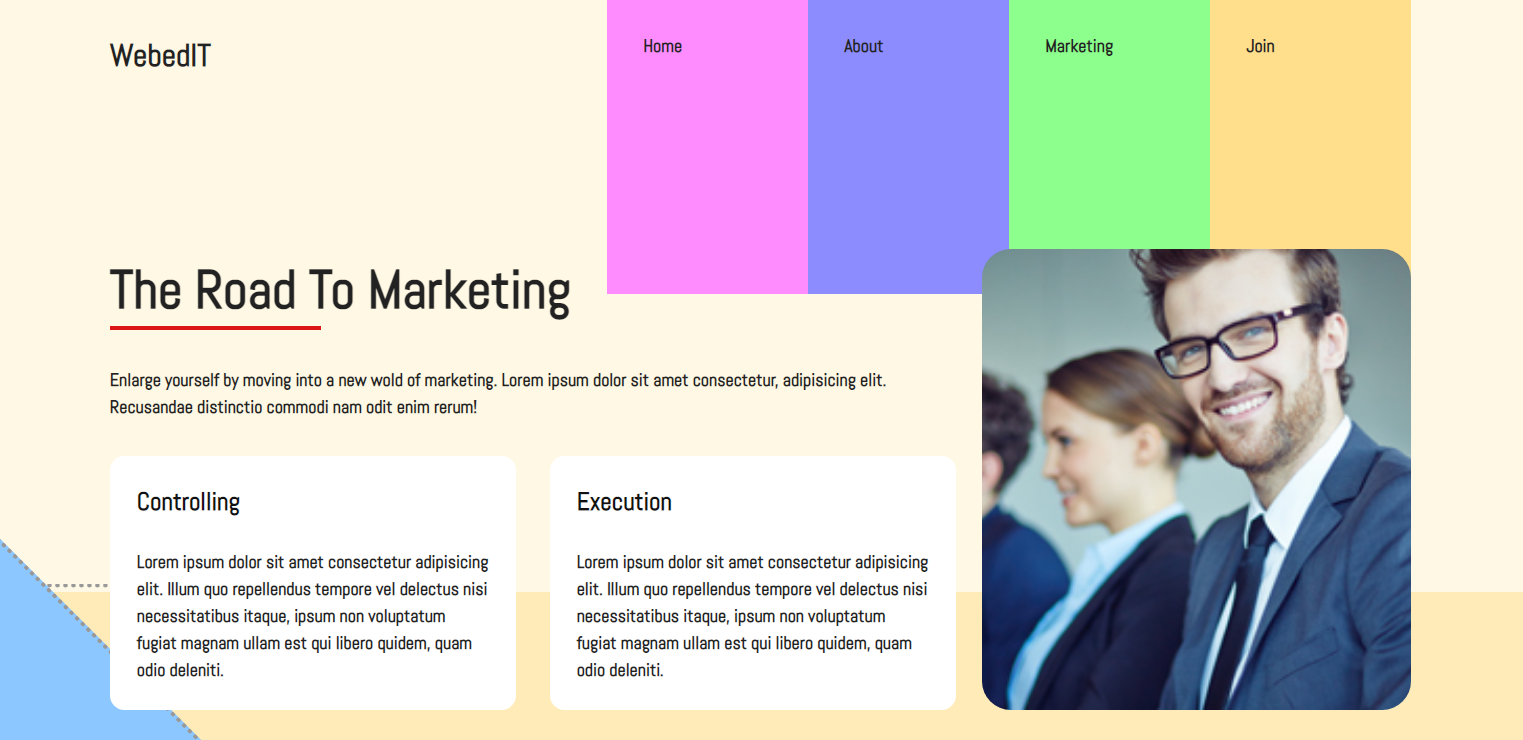 WebedIT
Home
About
Marketing
Join
The Road To Marketing
Enlarge yourself by moving into a new wold of marketing. Lorem ipsum dolor sit amet consectetur, adipisicing elit.
Recusandae distinctio commodi nam odit enim rerum!
Controlling
Lorem ipsum dolor sit amet consectetur adipisicing
elit. Illum quo repellendus tempore vel delectus nisi
necessitatibus itaque, ipsum non voluptatum
fugiat magnam ullam est qui libero quidem, quam
odio deleniti.
Execution
Lorem ipsum dolor sit amet consectetur adipisicing
elit. Illum quo repellendus tempore vel delectus nisi
necessitatibus itaque, ipsum non voluptatum
fugiat magnam ullam est qui libero quidem, quam
odio deleniti.